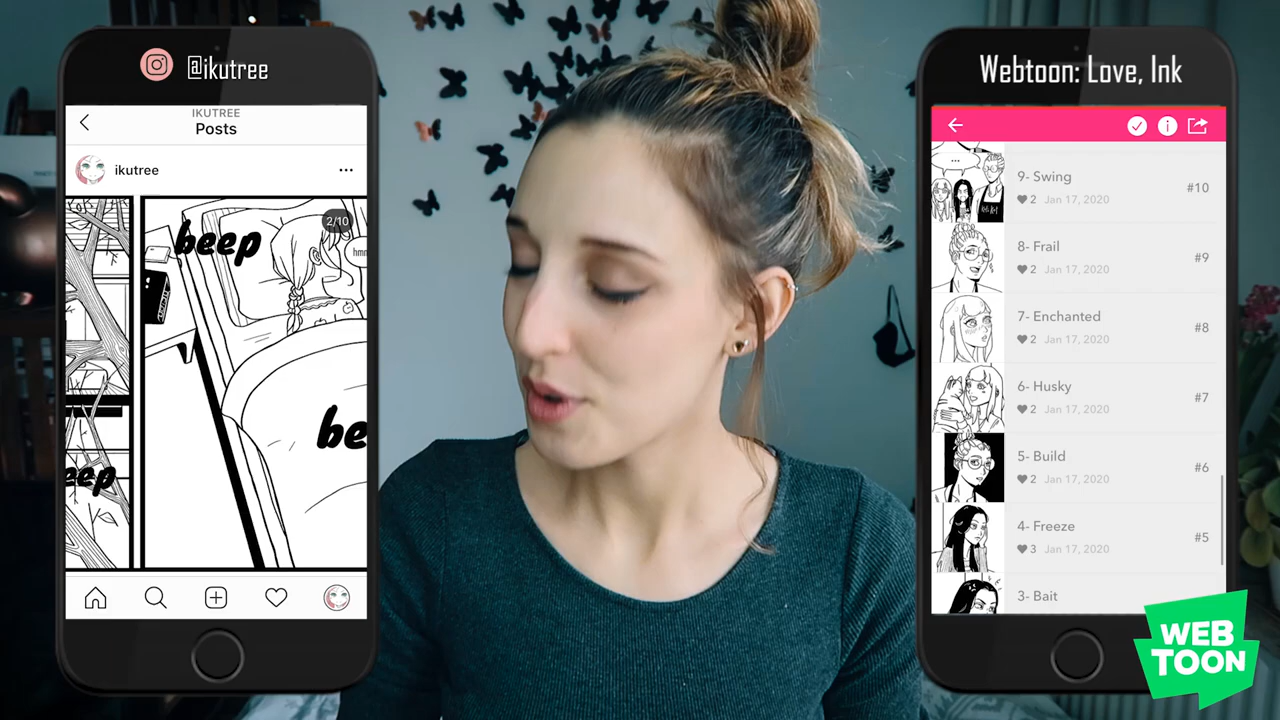 @ikutree
IKUTREE
Posts
ikutree
2/10
beep
hmm
be
eep
Webtoon: Love, Ink
...
9- Swing
2 Jan 17, 2020
#10
8- Frail
2 Jan 17, 2020
#9
7- Enchanted
2 Jan 17, 2020
#8
6- Husky
2 Jan 17, 2020
#7
5- Build
2 Jan 17, 2020
#6
4- Freeze
3 Jan 17, 2020
#5
3- Bait
WEB
TOON